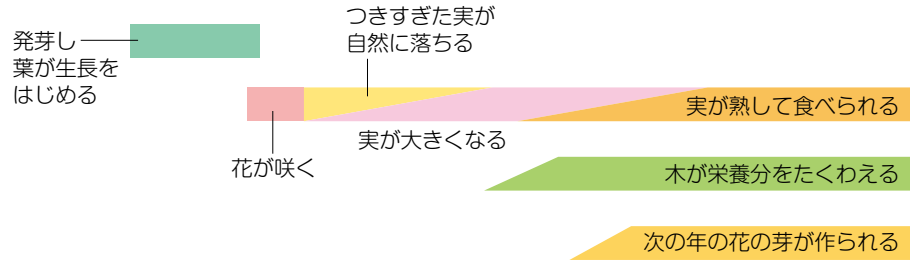 発芽し
葉が生長を
はじめる
つきすぎた実が
自然に落ちる
花が咲く
実が大きくなる
実が熟して食べられる
木が栄養分をたくわえる
次の年の花の芽が作られる